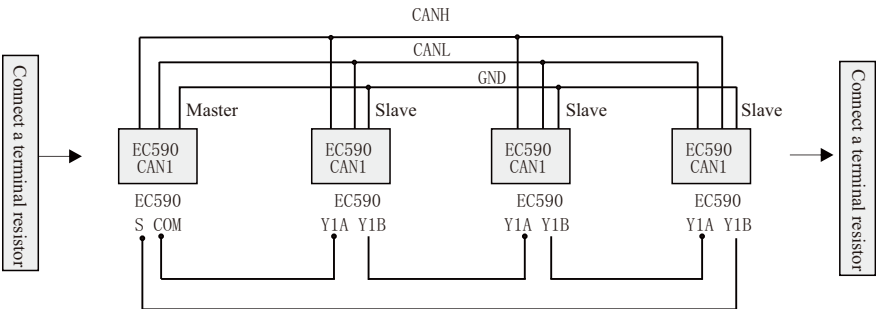 CANH
CANL
GND
Connect a terminal resistor
Master
Slave
Slave
Slave
Connect a terminal resistor
EC590
CAN1
EC590
CAN1
EC590
CAN1
EC590
CAN1
EC590
EC590
EC590
EC590
S COM
Y1A Y1B
Y1A Y1B
Y1A Y1B